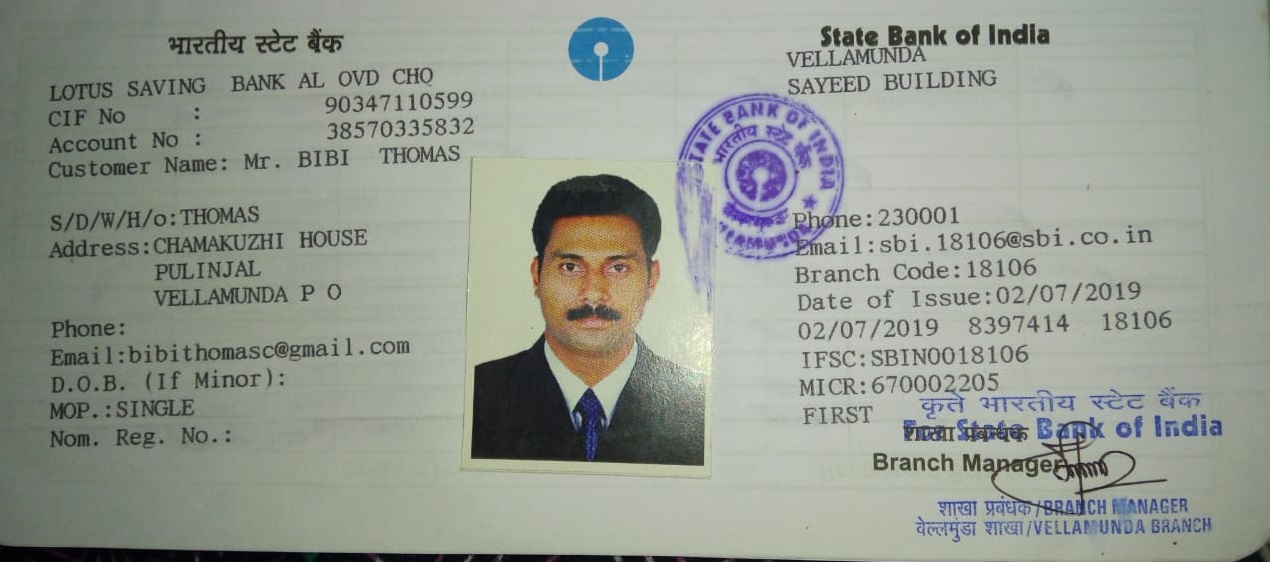 भारतीय स्टेट बैंक
LOTUS SAVING BANK AL OVD CHQ
CIF No : 90347110599
Account No : 38570335832
Customer Name: Mr. BIBI THOMAS
S/D/W/H/o:THOMAS
Address:CHAMAKUZHI HOUSE
PULINJAL
VELLAMUNDA P O
Phone:
Email:bibithomasc@gmail.com
D.O.B. (If Minor):
MOP.:SINGLE
Nom. Reg. No.:
State Bank of India
VELLAMUNDA
SAYEED BUILDING
STATE BANK OF INDIA
भारतीय स्टेट बैंक
Phone:230001
Email:sbi.18106@sbi.co.in
Branch Code:18106
Date of Issue:02/07/2019
02/07/2019 8397414 18106
IFSC:SBIN0018106
MICR:670002205
FIRST
कृते भारतीय स्टेट बैंक
For State Bank of India
शाखा प्रबन्धक
Branch Manager
शाखा प्रबंधक/BRANCH MANAGER
वेल्लमुंडा शाखा/VELLAMUNDA BRANCH